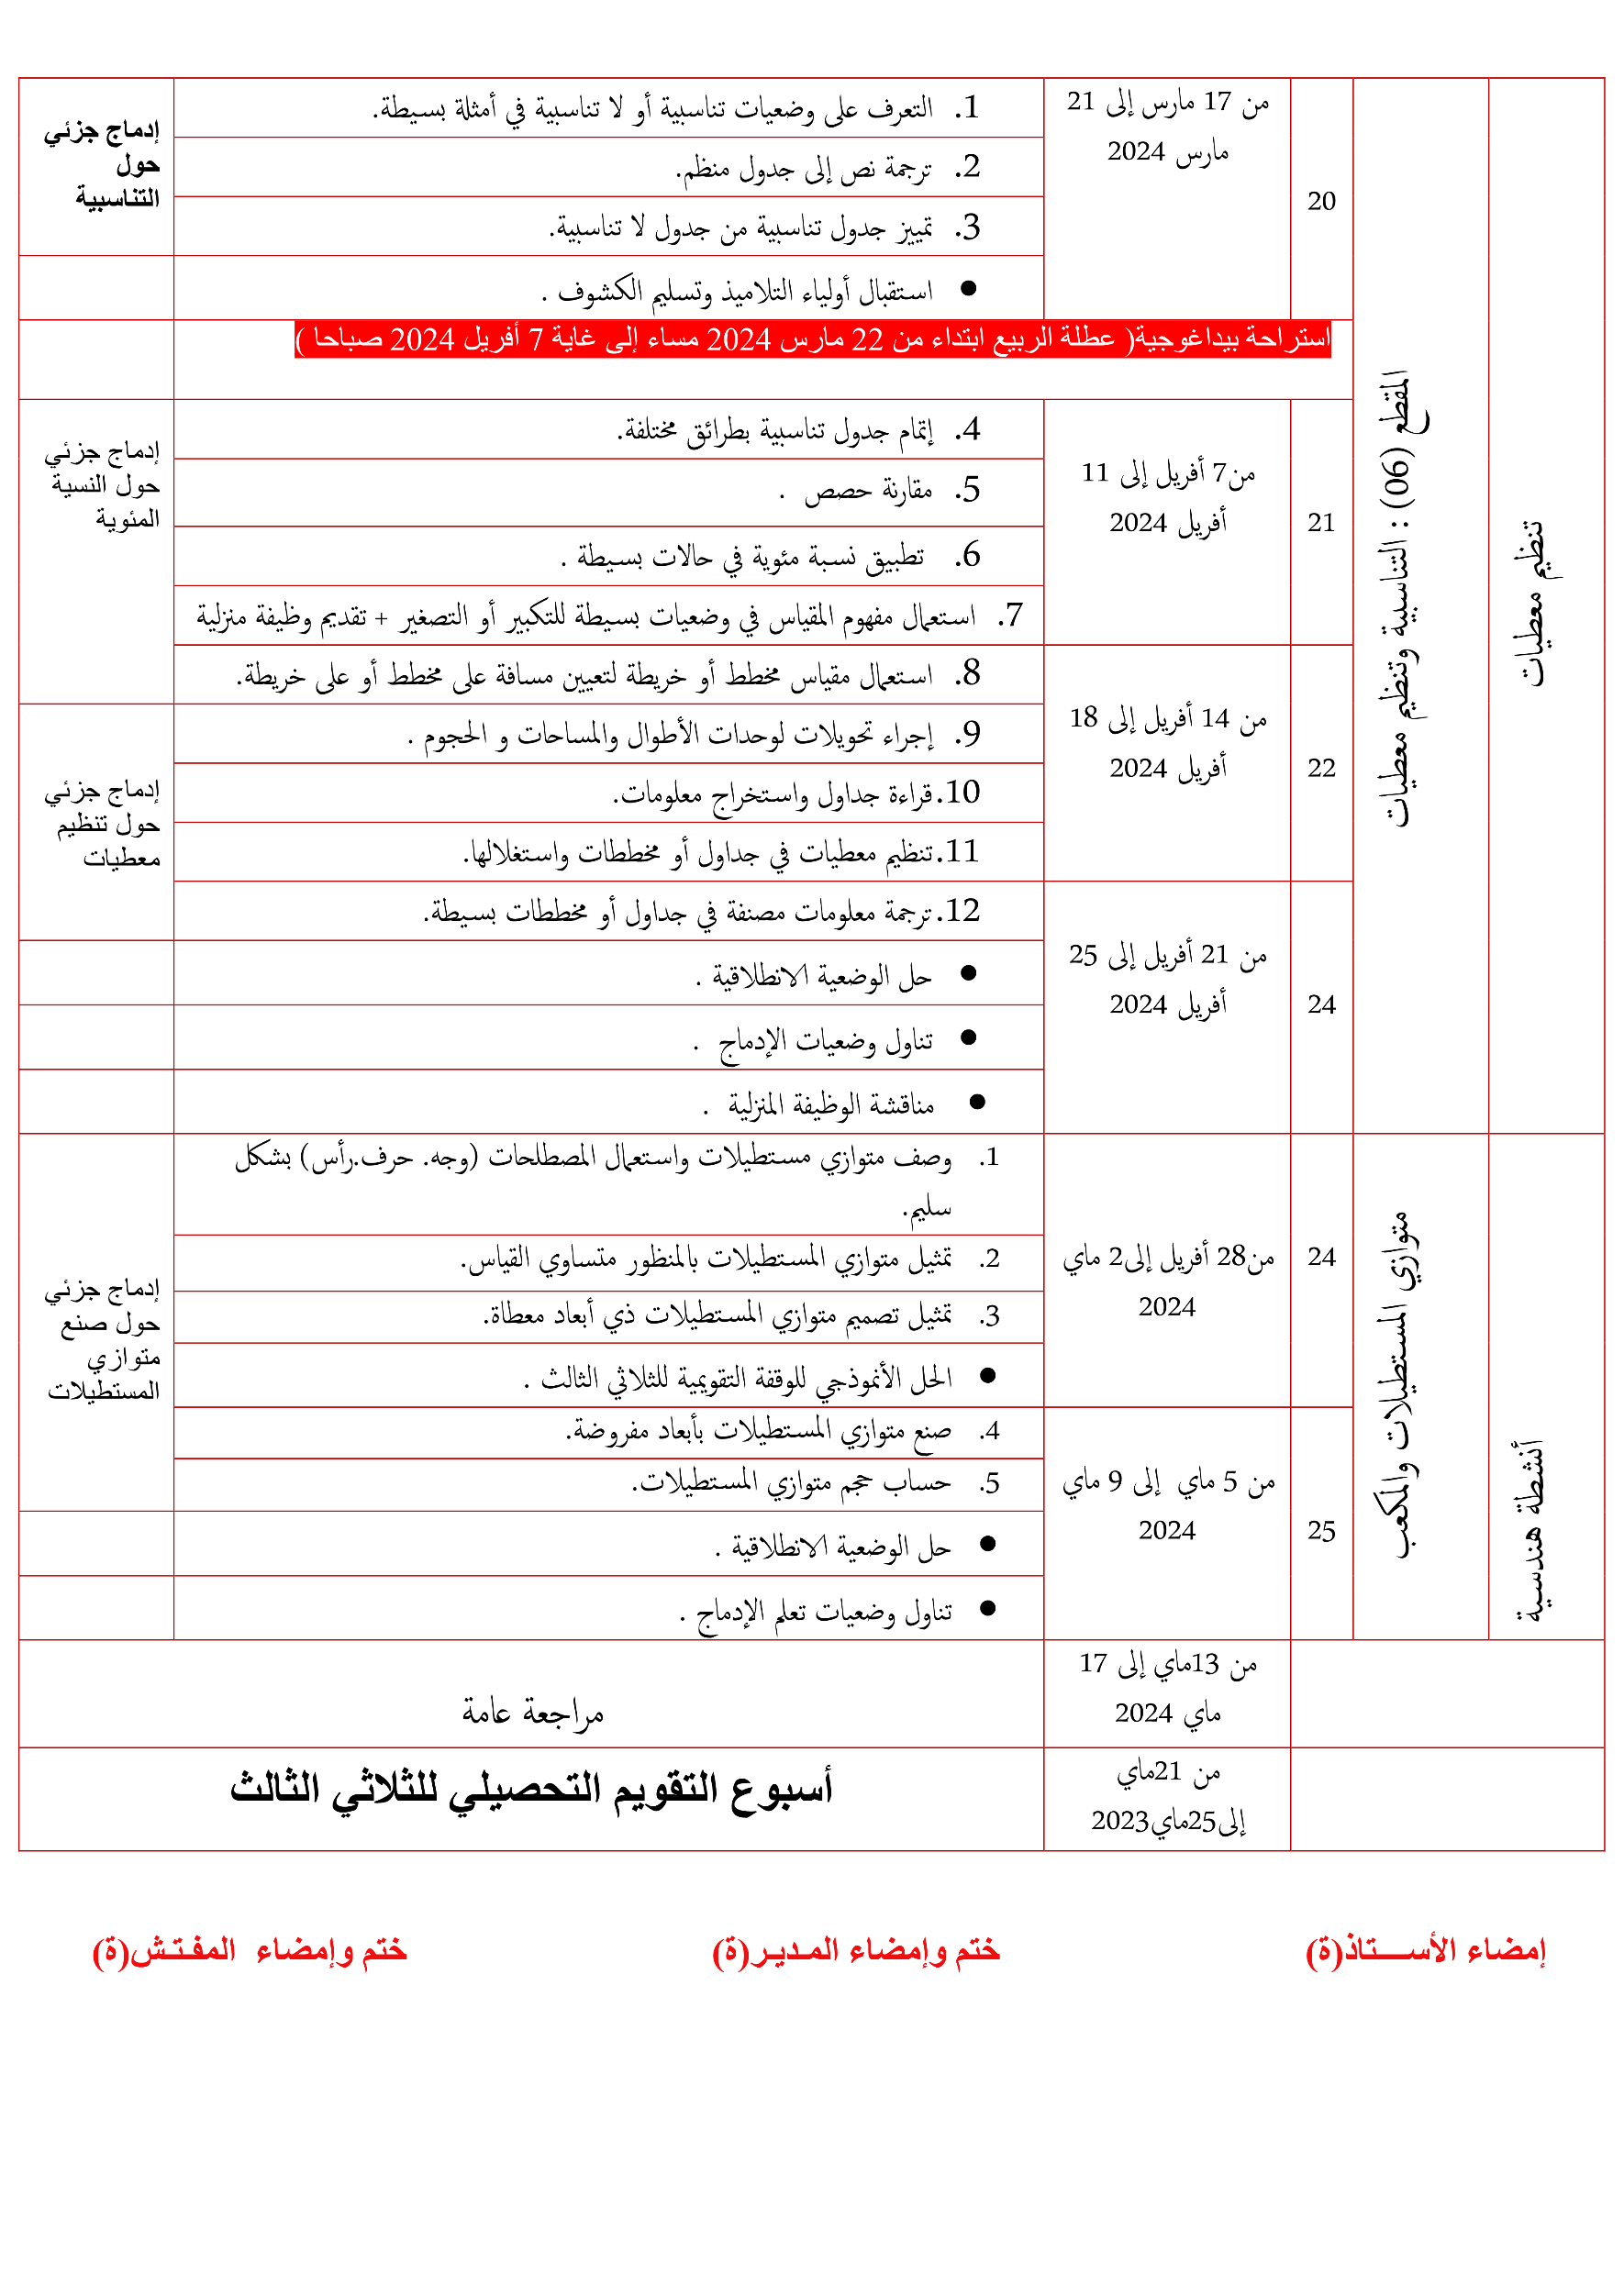 تنظيم معطيات
المقطع (06) : التناسبية وتنظيم معطيات
20
من 17 مارس إلى 21
مارس 2024
1. التعرف على وضعيات تناسبية أو لا تناسبية في أمثلة بسيطة.
2. ترجمة نص إلى جدول منظم.
3. تمييز جدول تناسبية من جدول لا تناسبية.
● استقبال أولياء التلاميذ وتسليم الكشوف .
إدماج جزئي
حول
التناسبية
استراحة بيداغوجية( عطلة الربيع ابتداء من 22 مارس 2024 مساء إلى غاية 7 أفريل 2024 صباحا )
21
من7 أفريل إلى 11
أفريل 2024
4. إتمام جدول تناسبية بطرائق مختلفة.
5. مقارنة حصص .
6. تطبيق نسبة مئوية في حالات بسيطة .
7. استعمال مفهوم المقياس في وضعيات بسيطة للتكبير أو التصغير + تقديم وظيفة منزلية
إدماج جزئي
حول النسية
المئوية
22
من 14 أفريل إلى 18
أفريل 2024
8. استعمال مقياس مخطط أو خريطة لتعيين مسافة على مخطط أو على خريطة.
9. إجراء تحويلات لوحدات الأطوال والمساحات و الحجوم .
10. قراءة جداول واستخراج معلومات.
11. تنظيم معطيات في جداول أو مخططات واستغلالها.
إدماج جزئي
حول تنظيم
معطيات
24
من 21 أفريل إلى 25
أفريل 2024
12. ترجمة معلومات مصنفة في جداول أو مخططات بسيطة.
● حل الوضعية الانطلاقية .
● تناول وضعيات الإدماج .
● مناقشة الوظيفة المنزلية .
أنشطة هندسية
متوازي المستطيلات والمكعب
24
من28 أفريل إلى2 ماي
2024
1. وصف متوازي مستطيلات واستعمال المصطلحات (وجه. حرف.رأس) بشكل
سليم.
2. تمثيل متوازي المستطيلات بالمنظور متساوي القياس.
3. تمثيل تصميم متوازي المستطيلات ذي أبعاد معطاة.
● الحل الأنموذجي للوقفة التقويمية للثلاثي الثالث .
إدماج جزئي
حول صنع
متوازي
المستطيلات
25
من 5 ماي إلى 9 ماي
2024
4. صنع متوازي المستطيلات بأبعاد مفروضة.
5. حساب حجم متوازي المستطيلات.
● حل الوضعية الانطلاقية .
● تناول وضعيات تعلم الإدماج .
من 13ماي إلى 17
ماي 2024
مراجعة عامة
من 21ماي
إلى25ماي2023
أسبوع التقويم التحصيلي للثلاثي الثالث
إمضاء الأســـتاذ(ة)
ختم وإمضاء المـديـر(ة)
ختم وإمضاء المفـتـش(ة)